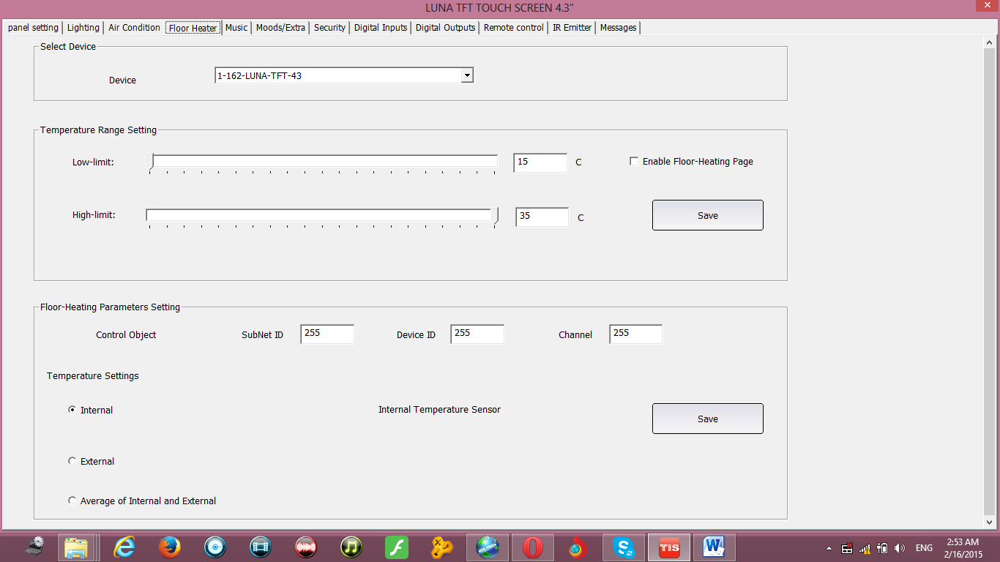 LUNA TFT TOUCH SCREEN 4.3"
panel setting Lighting Air Condition Floor Heater Music Moods/Extra Security Digital Inputs Digital Outputs Remote control IR Emitter Messages
Select Device
Device 1-162-LUNA-TFT-43
Temperature Range Setting
Low-limit: 15 C Enable Floor-Heating Page
High-limit: 35 C Save
Floor-Heating Parameters Setting
Control Object SubNet ID 255 Device ID 255 Channel 255
Temperature Settings
Internal Internal Temperature Sensor Save
External
Average of Internal and External
TIS ENG 2:53 AM
2/16/2015